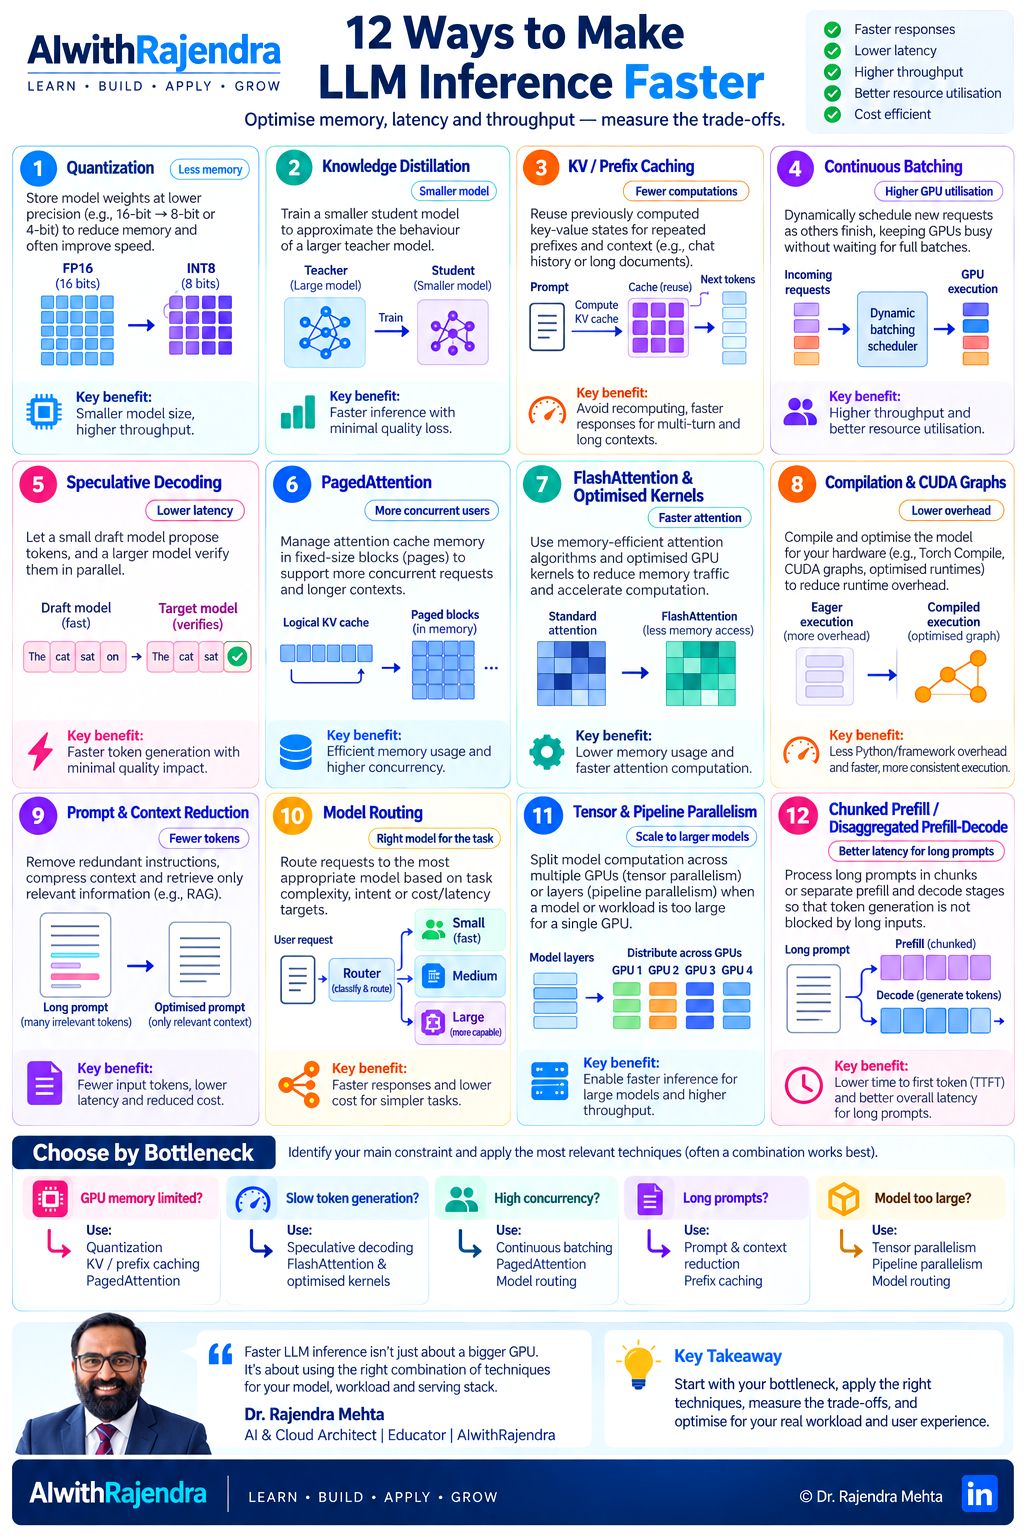 AIwithRajendra
LEARN • BUILD • APPLY • GROW
12 Ways to Make
LLM Inference Faster
Optimise memory, latency and throughput — measure the trade-offs.
Faster responses
Lower latency
Higher throughput
Better resource utilisation
Cost efficient
1
Quantization
Less memory
Store model weights at lower
precision (e.g., 16-bit → 8-bit or
4-bit) to reduce memory and
often improve speed.
FP16
(16 bits)
INT8
(8 bits)
Key benefit:
Smaller model size,
higher throughput.
2
Knowledge Distillation
Smaller model
Train a smaller student model
to approximate the behaviour
of a larger teacher model.
Teacher
(Large model)
Student
(Smaller model)
Train
Key benefit:
Faster inference with
minimal quality loss.
3
KV / Prefix Caching
Fewer computations
Reuse previously computed
key-value states for repeated
prefixes and context (e.g., chat
history or long documents).
Prompt
Compute
KV cache
Cache (reuse)
Next tokens
Key benefit:
Avoid recomputing, faster
responses for multi-turn and
long contexts.
4
Continuous Batching
Higher GPU utilisation
Dynamically schedule new requests
as others finish, keeping GPUs busy
without waiting for full batches.
Incoming
requests
Dynamic
batching
scheduler
GPU
execution
Key benefit:
Higher throughput and
better resource utilisation.
5
Speculative Decoding
Lower latency
Let a small draft model propose
tokens, and a larger model verify
them in parallel.
Draft model
(fast)
Target model
(verifies)
The cat sat on
The cat sat
Key benefit:
Faster token generation with
minimal quality impact.
6
PagedAttention
More concurrent users
Manage attention cache memory
in fixed-size blocks (pages) to
support more concurrent requests
and longer contexts.
Logical KV cache
Paged blocks
(in memory)
...
Key benefit:
Efficient memory usage and
higher concurrency.
7
FlashAttention &
Optimised Kernels
Faster attention
Use memory-efficient attention
algorithms and optimised GPU
kernels to reduce memory traffic
and accelerate computation.
Standard
attention
FlashAttention
(less memory access)
Key benefit:
Lower memory usage and
faster attention computation.
8
Compilation & CUDA Graphs
Lower overhead
Compile and optimise the model
for your hardware (e.g., Torch Compile,
CUDA graphs, optimised runtimes)
to reduce runtime overhead.
Eager
execution
(more overhead)
Compiled
execution
(optimised graph)
Key benefit:
Less Python/framework overhead
and faster, more consistent execution.
9
Prompt & Context Reduction
Fewer tokens
Remove redundant instructions,
compress context and retrieve only
relevant information (e.g., RAG).
Long prompt
(many irrelevant tokens)
Optimised prompt
(only relevant context)
Key benefit:
Fewer input tokens, lower
latency and reduced cost.
10
Model Routing
Right model for the task
Route requests to the most
appropriate model based on task
complexity, intent or cost/latency
targets.
User request
Router
(classify & route)
Small
(fast)
Medium
Large
(more capable)
Key benefit:
Faster responses and lower
cost for simpler tasks.
11
Tensor & Pipeline Parallelism
Scale to larger models
Split model computation across
multiple GPUs (tensor parallelism)
or layers (pipeline parallelism) when
a model or workload is too large
for a single GPU.
Model layers
Distribute across GPUs
GPU 1 GPU 2 GPU 3 GPU 4
Key benefit:
Enable faster inference for
large models and higher
throughput.
12
Chunked Prefill /
Disaggregated Prefill-Decode
Better latency for long prompts
Process long prompts in chunks
or separate prefill and decode stages
so that token generation is not
blocked by long inputs.
Long prompt
Prefill (chunked)
Decode (generate tokens)
Key benefit:
Lower time to first token (TTFT)
and better overall latency
for long prompts.
Choose by Bottleneck
Identify your main constraint and apply the most relevant techniques (often a combination works best).
GPU memory limited?
Use:
Quantization
KV / prefix caching
PagedAttention
Slow token generation?
Use:
Speculative decoding
FlashAttention &
optimised kernels
High concurrency?
Use:
Continuous batching
PagedAttention
Model routing
Long prompts?
Use:
Prompt & context
reduction
Prefix caching
Model too large?
Use:
Tensor parallelism
Pipeline parallelism
Model routing
“ Faster LLM inference isn't just about a bigger GPU.
It's about using the right combination of techniques
for your model, workload and serving stack.
Dr. Rajendra Mehta
AI & Cloud Architect | Educator | AIwithRajendra
Key Takeaway
Start with your bottleneck, apply the right
techniques, measure the trade-offs, and
optimise for your real workload and user experience.
AIwithRajendra
LEARN • BUILD • APPLY • GROW
© Dr. Rajendra Mehta
in